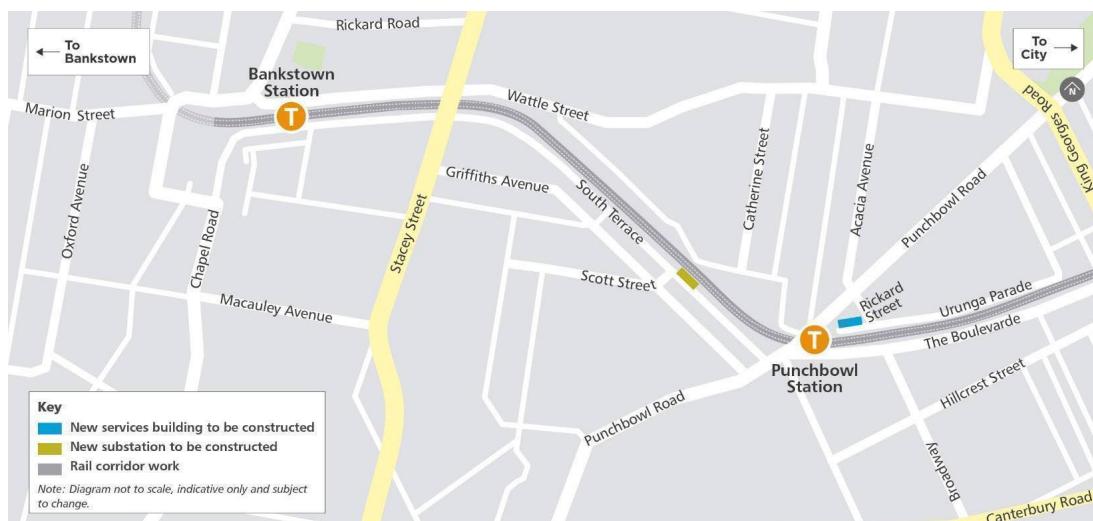 Rickard Road
To
Bankstown
To
City
Bankstown
Station
N
T
Marion Street
Wattle Street
King Georges Road
Griffiths Avenue
South Terrace
Catherine Street
Acacia Avenue
Punchbowl Road
Oxford Avenue
Chapel Road
Stacey Street
Scott Street
Macauley Avenue
Rickard
Street
Urunga Parade
The Boulevarde
T
Punchbowl
Station
Hillcrest Street
Punchbowl Road
Broadway
Canterbury Road
Key
New services building to be constructed
New substation to be constructed
Rail corridor work
Note: Diagram not to scale, indicative only and subject
to change.